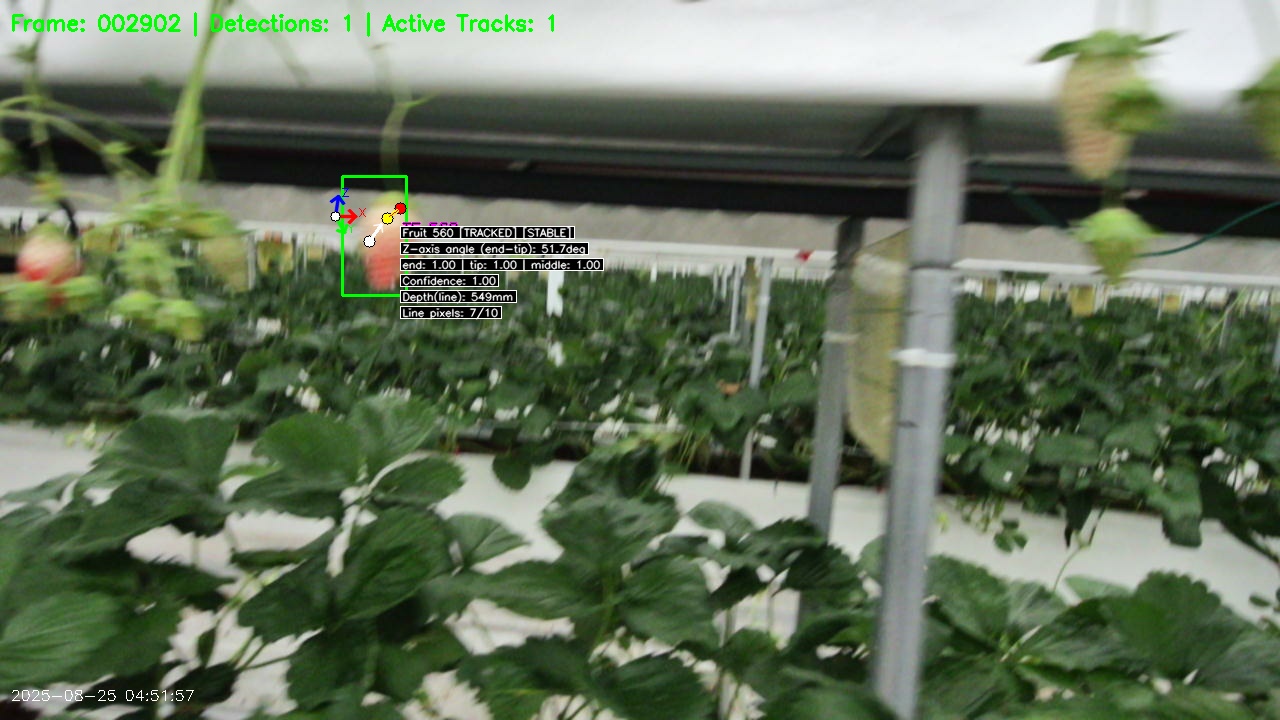 Frame: 002902 | Detections: 1 | Active Tracks: 1
Z
X
Fruit 560 [TRACKED] [STABLE]
Z-axis angle (end-tip): 51.7deg
end: 1.00 | tip: 1.00 | middle: 1.00
Confidence: 1.00
Depth(line): 549mm
Line pixels: 7/10
2025-08-25 04:51:57